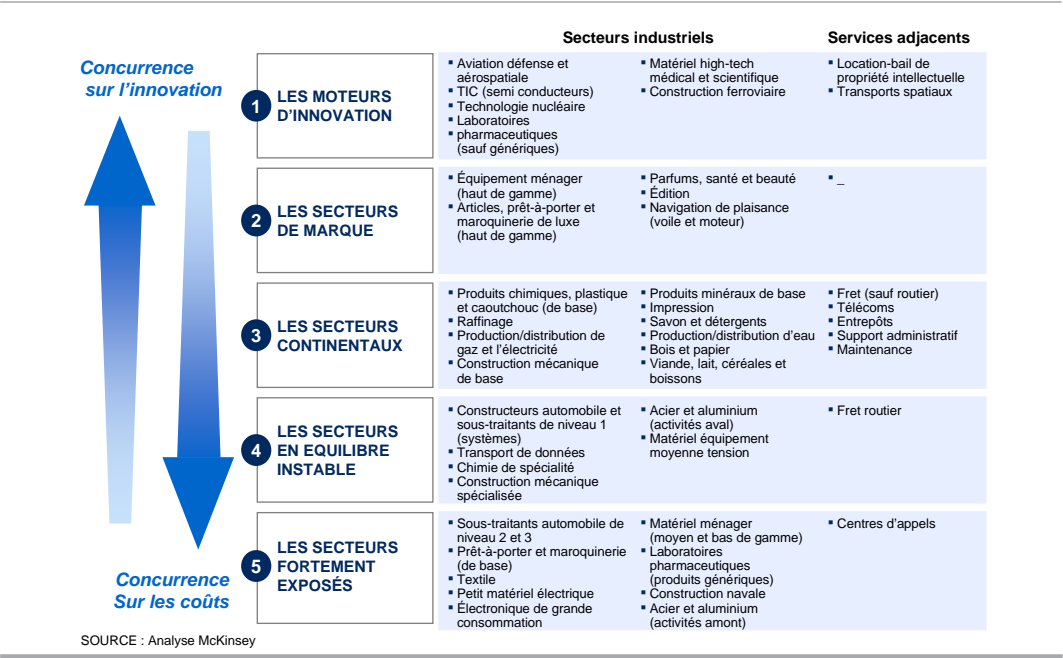 Secteurs industriels
Services adjacents
Concurrence
sur l'innovation
1
LES MOTEURS
D'INNOVATION
▪ Aviation défense et
aérospatiale
▪ TIC (semi conducteurs)
▪ Technologie nucléaire
▪ Laboratoires
▪ pharmaceutiques
(sauf génériques)
▪ Matériel high-tech
médical et scientifique
▪ Construction ferroviaire
▪ Location-bail de
propriété intellectuelle
▪ Transports spatiaux
2
LES SECTEURS
DE MARQUE
▪ Équipement ménager
(haut de gamme)
▪ Articles, prêt-à-porter et
maroquinerie de luxe
(haut de gamme)
▪ Parfums, santé et beauté
▪ Édition
▪ Navigation de plaisance
(voile et moteur)
▪ _
3
LES SECTEURS
CONTINENTAUX
▪ Produits chimiques, plastique
et caoutchouc (de base)
▪ Raffinage
▪ Production/distribution de
gaz et l'électricité
▪ Construction mécanique
de base
▪ Produits minéraux de base
▪ Impression
▪ Savon et détergents
▪ Production/distribution d'eau
▪ Bois et papier
▪ Viande, lait, céréales et
boissons
▪ Fret (sauf routier)
▪ Télécoms
▪ Entrepôts
▪ Support administratif
▪ Maintenance
4
LES SECTEURS
EN EQUILIBRE
INSTABLE
▪ Constructeurs automobile et
sous-traitants de niveau 1
(systèmes)
▪ Transport de données
▪ Chimie de spécialité
▪ Construction mécanique
spécialisée
▪ Acier et aluminium
(activités aval)
▪ Matériel équipement
moyenne tension
▪ Fret routier
5
LES SECTEURS
FORTEMENT
EXPOSÉS
▪ Sous-traitants automobile de
niveau 2 et 3
▪ Prêt-à-porter et maroquinerie
(de base)
▪ Textile
▪ Petit matériel électrique
▪ Électronique de grande
consommation
▪ Matériel ménager
(moyen et bas de gamme)
▪ Laboratoires
pharmaceutiques
(produits génériques)
▪ Construction navale
▪ Acier et aluminium
(activités amont)
▪ Centres d'appels
Concurrence
Sur les coûts
SOURCE : Analyse McKinsey